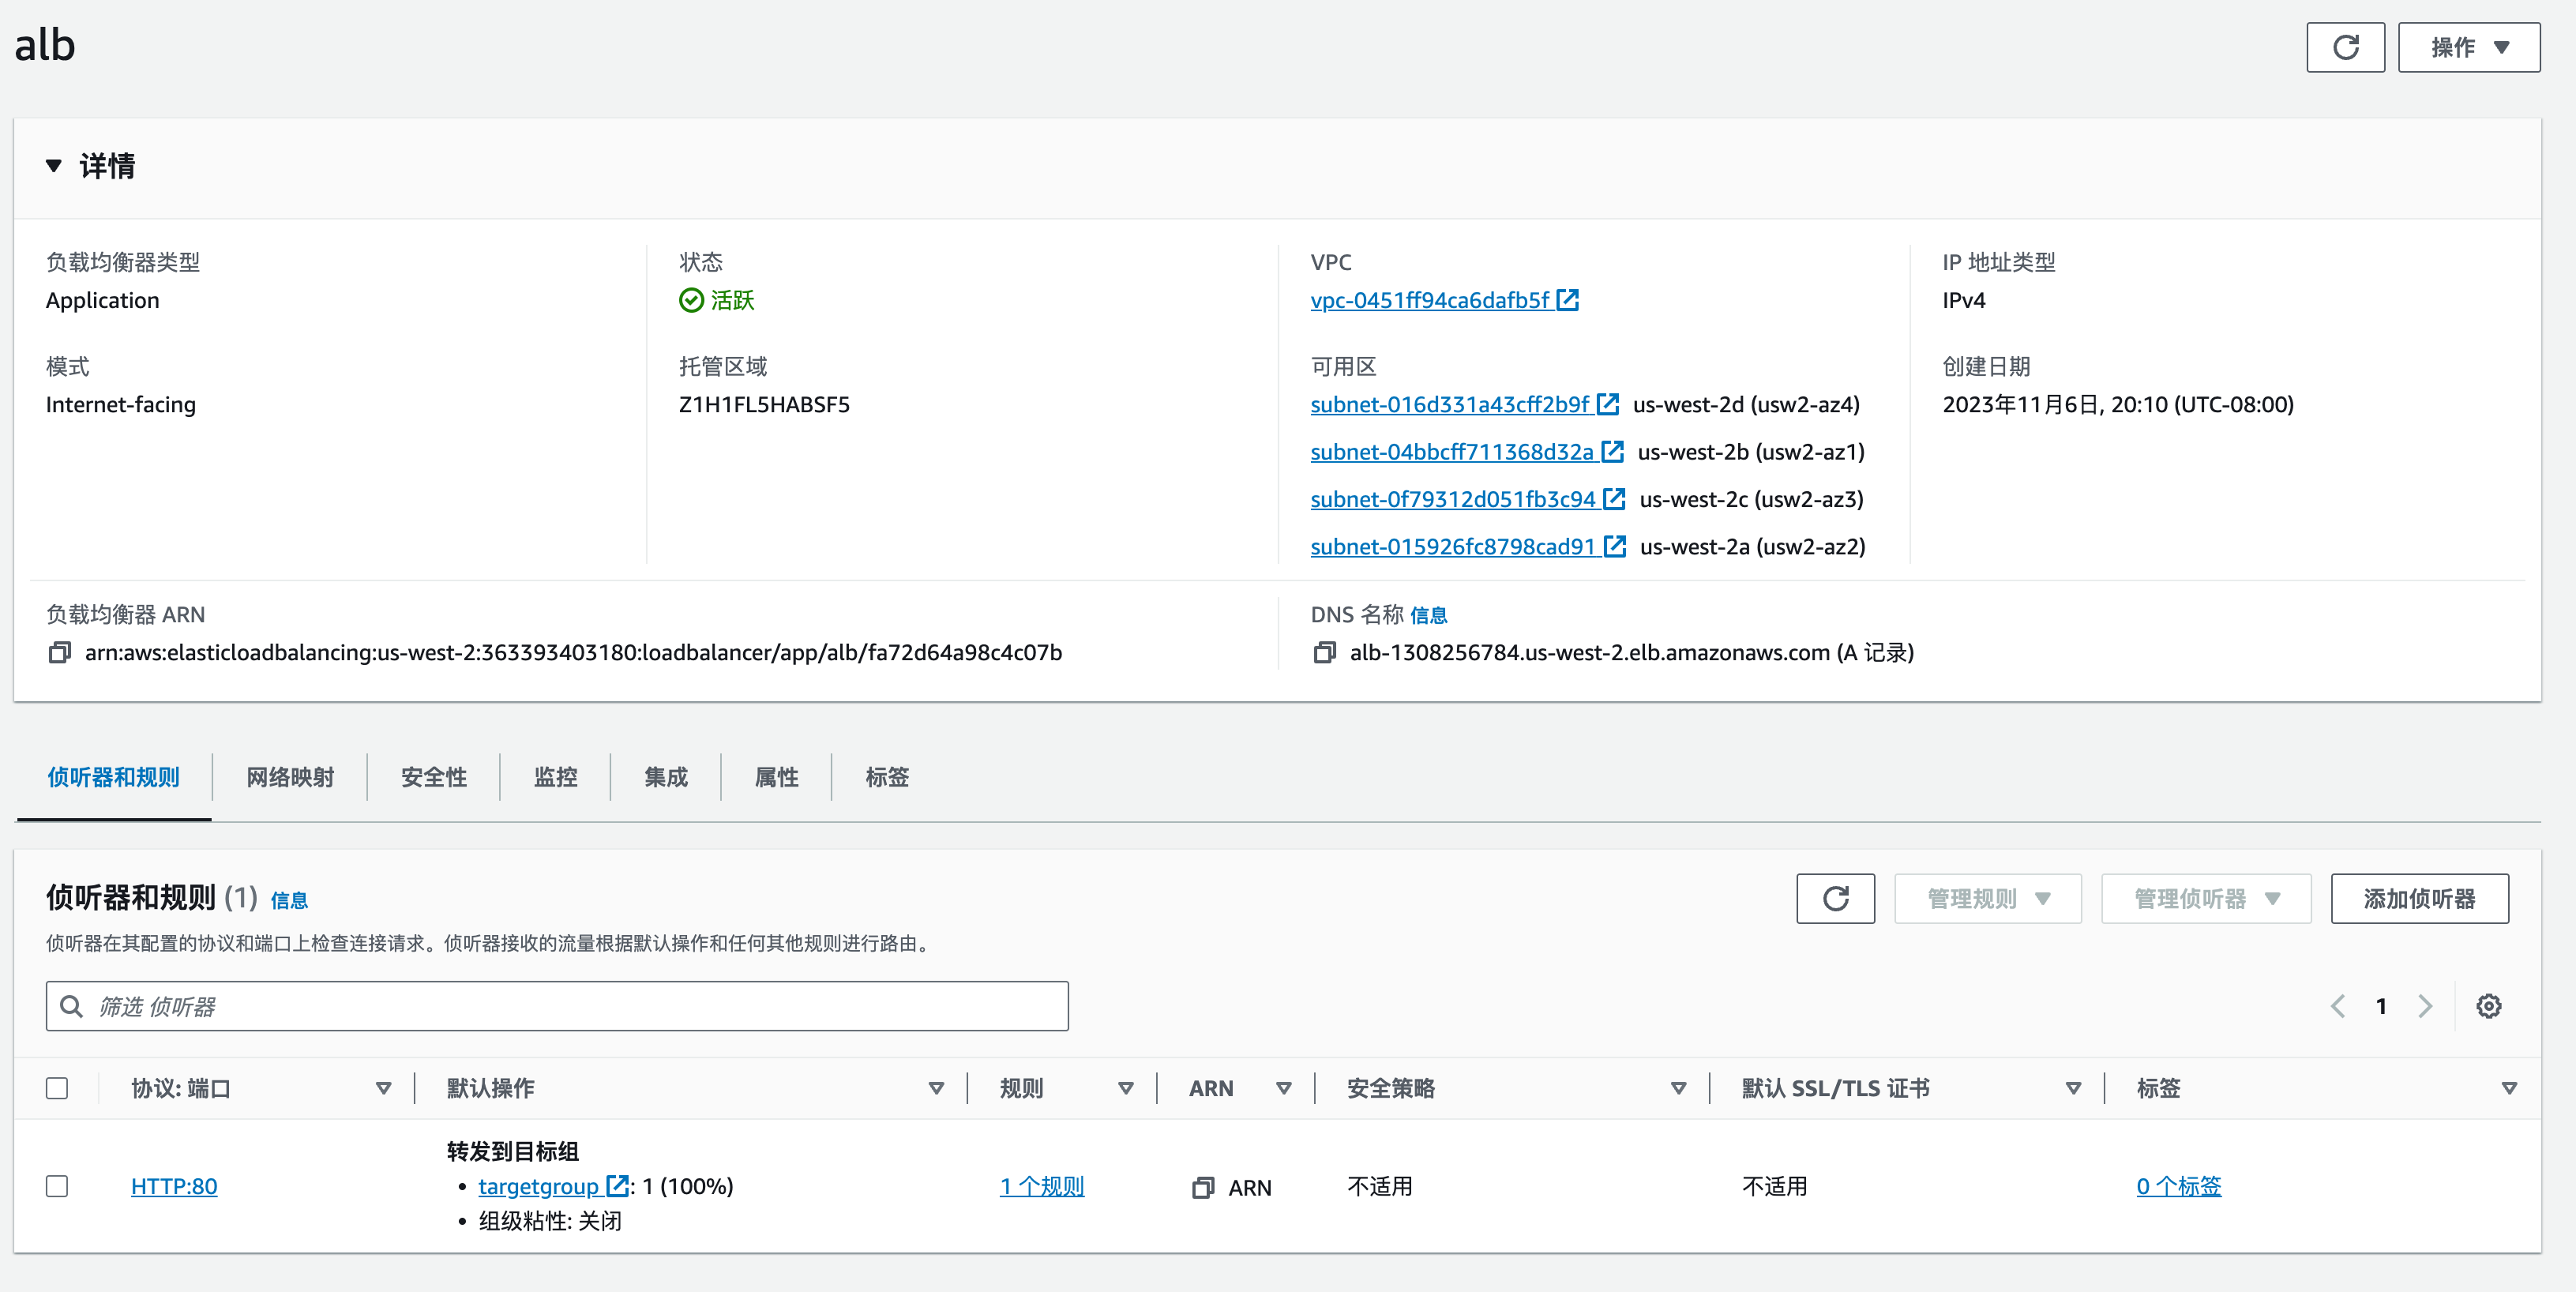 alb
操作
详情
负载均衡器类型
Application
状态
活跃
VPC
vpc-0451ff94ca6dafb5f
IP 地址类型
IPv4
模式
Internet-facing
托管区域
Z1H1FL5HABSF5
可用区
subnet-016d331a43cff2b9f us-west-2d (usw2-az4)
subnet-04bbcff711368d32a us-west-2b (usw2-az1)
subnet-0f79312d051fb3c94 us-west-2c (usw2-az3)
subnet-015926fc8798cad91 us-west-2a (usw2-az2)
创建日期
2023年11月6日, 20:10 (UTC-08:00)
负载均衡器 ARN
arn:aws:elasticloadbalancing:us-west-2:363393403180:loadbalancer/app/alb/fa72d64a98c4c07b
DNS 名称 信息
alb-1308256784.us-west-2.elb.amazonaws.com (A 记录)
侦听器和规则 网络映射 安全性 监控 集成 属性 标签
侦听器和规则 (1) 信息
管理规则 管理侦听器 添加侦听器
侦听器在其配置的协议和端口上检查连接请求。侦听器接收的流量根据默认操作和任何其他规则进行路由。
筛选 侦听器
1
协议: 端口 默认操作 规则 ARN 安全策略 默认 SSL/TLS 证书 标签
转发到目标组
HTTP:80 • targetgroup : 1 (100%) 1 个规则 ARN 不适用 不适用 0 个标签
• 组级粘性: 关闭